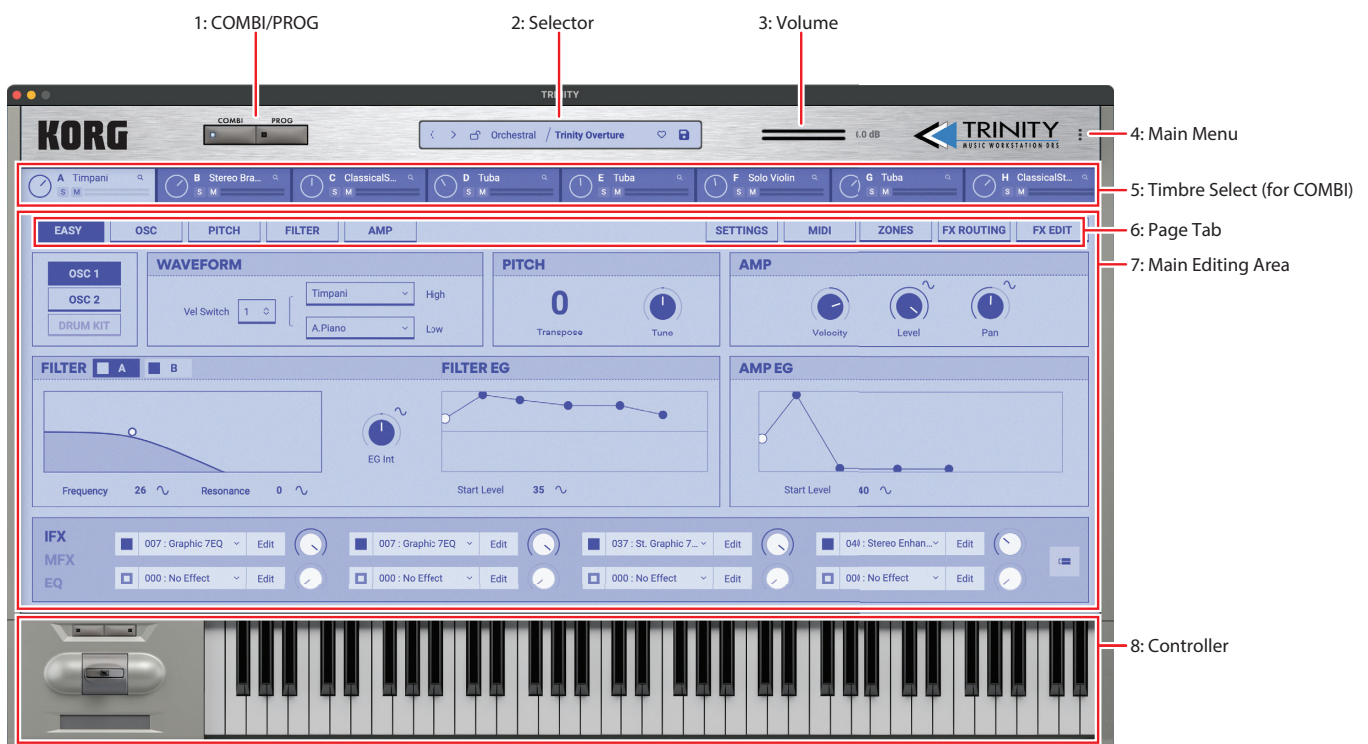 1: COMBI/PROG
2: Selector
3: Volume
TRINITY
KORG
COMBI PROG
Orchestral / Trinity Overture
TRINITY
MUSIC WORKSTATION DRS
4: Main Menu
A Timpani
S M
B Stereo Bra...
S M
C ClassicalS...
S M
D Tuba
S M
E Tuba
S M
F Solo Violin
S M
G Tuba
S M
H ClassicalSt...
S M
5: Timbre Select (for COMBI)
EASY OSC PITCH FILTER AMP SETTINGS MIDI ZONES FX ROUTING FX EDIT
6: Page Tab
7: Main Editing Area
OSC 1
OSC 2
DRUM KIT
WAVEFORM
Vel Switch 1
Timpani High
A.Piano Low
PITCH
0
Transpose Tune
AMP
Velocity Level Pan
FILTER A B
EG Int
Frequency 26 Resonance 0
FILTER EG
Start Level 35
AMP EG
Start Level 40
IFX
MFX
EQ
007 : Graphic 7EQ Edit
007 : Graphic 7EQ Edit
037 : St. Graphic 7... Edit
Stereo Enhan... Edit
000 : No Effect Edit
000 : No Effect Edit
000 : No Effect Edit
No Effect Edit
8: Controller